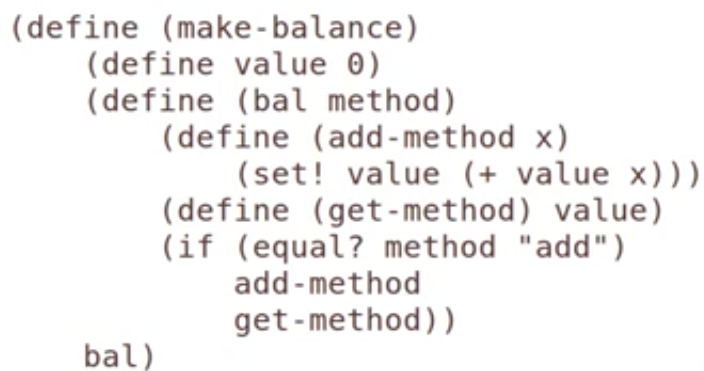 (define (make-balance)
    (define value 0)
    (define (bal method)
        (define (add-method x)
            (set! value (+ value x)))
        (define (get-method) value)
        (if (equal? method "add")
            add-method
            get-method))
    bal)